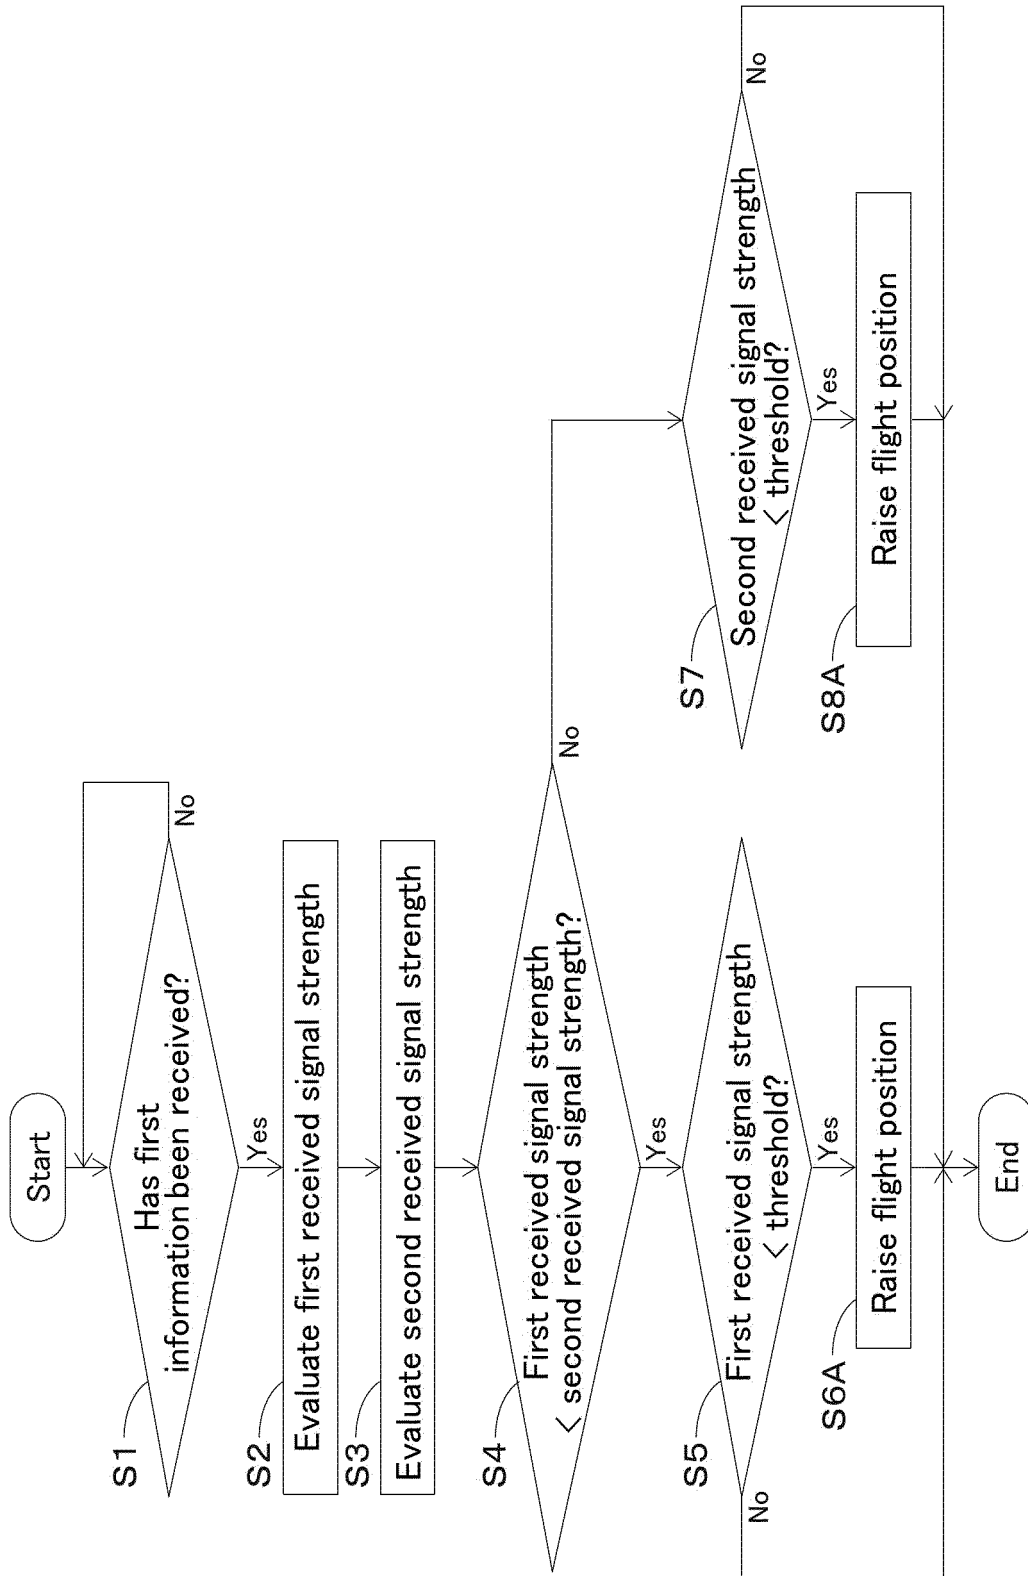 Start
S1
Has first
information been received?
No
Yes
S2
Evaluate first received signal strength
S3
Evaluate second received signal strength
S4
First received signal strength
< second received signal strength?
No
Yes
S5
First received signal strength
< threshold?
No
Yes
S6A
Raise flight position
S7
Second received signal strength
< threshold?
No
Yes
S8A
Raise flight position
End